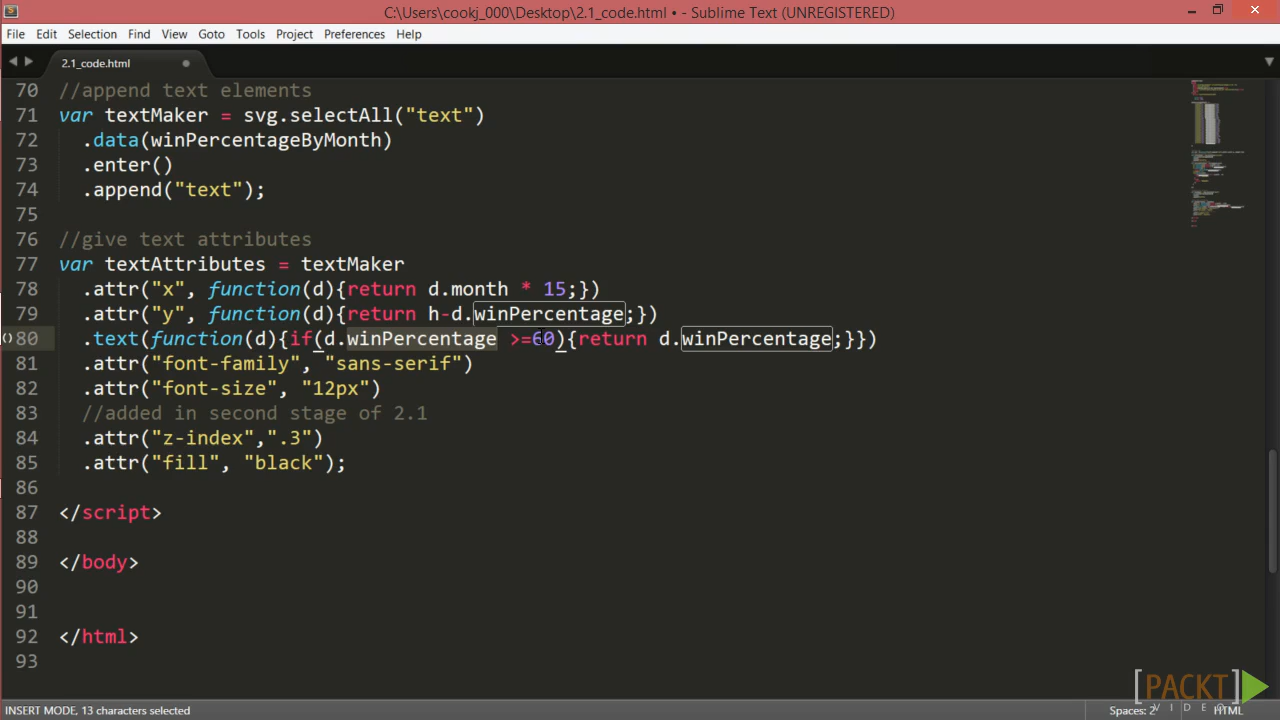 C:\Users\cookj_000\Desktop\2.1_code.html • - Sublime Text (UNREGISTERED)
File Edit Selection Find View Goto Tools Project Preferences Help
2.1_code.html
70 //append text elements
71 var textMaker = svg.selectAll("text")
72 .data(winPercentageByMonth)
73 .enter()
74 .append("text");
75
76 //give text attributes
77 var textAttributes = textMaker
78 .attr("x", function(d){return d.month * 15;})
79 .attr("y", function(d){return h-d.winPercentage;})
80 .text(function(d){if(d.winPercentage >=60){return d.winPercentage;}})
81 .attr("font-family", "sans-serif")
82 .attr("font-size", "12px")
83 //added in second stage of 2.1
84 .attr("z-index",".3")
85 .attr("fill", "black");
86
87 </script>
88
89 </body>
90
91
92 </html>
93
[PACKT]
VIDEO
INSERT MODE, 13 characters selected
Spaces: 2
HTML